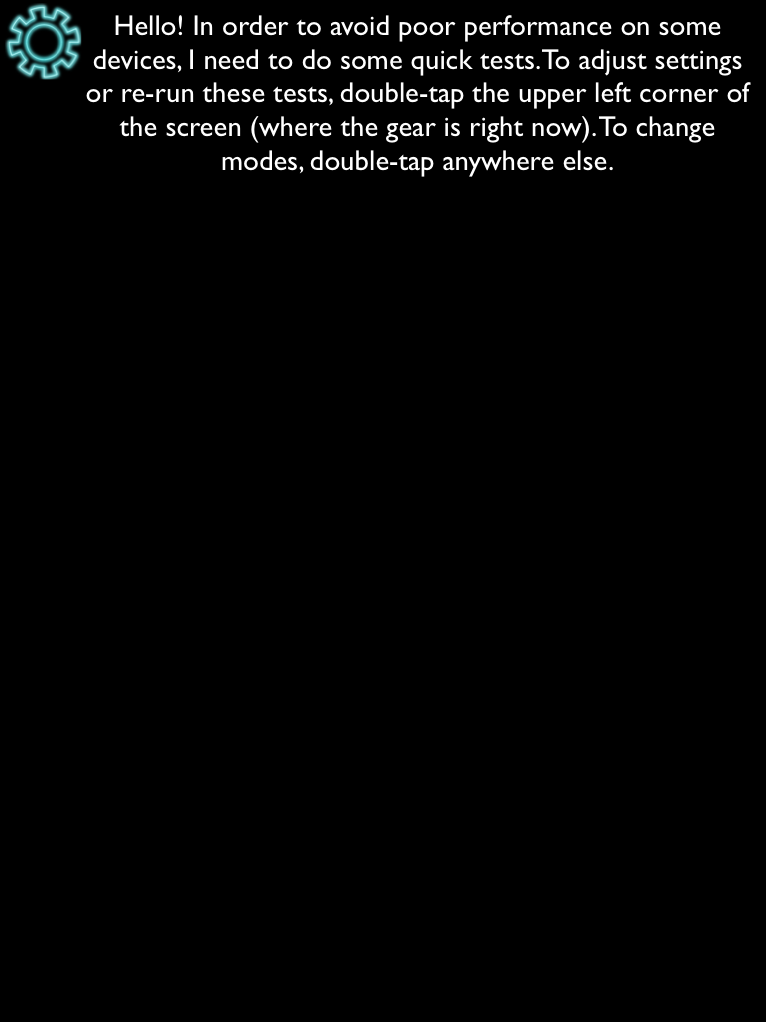 Hello! In order to avoid poor performance on some
devices, I need to do some quick tests. To adjust settings
or re-run these tests, double-tap the upper left corner of
the screen (where the gear is right now). To change
modes, double-tap anywhere else.